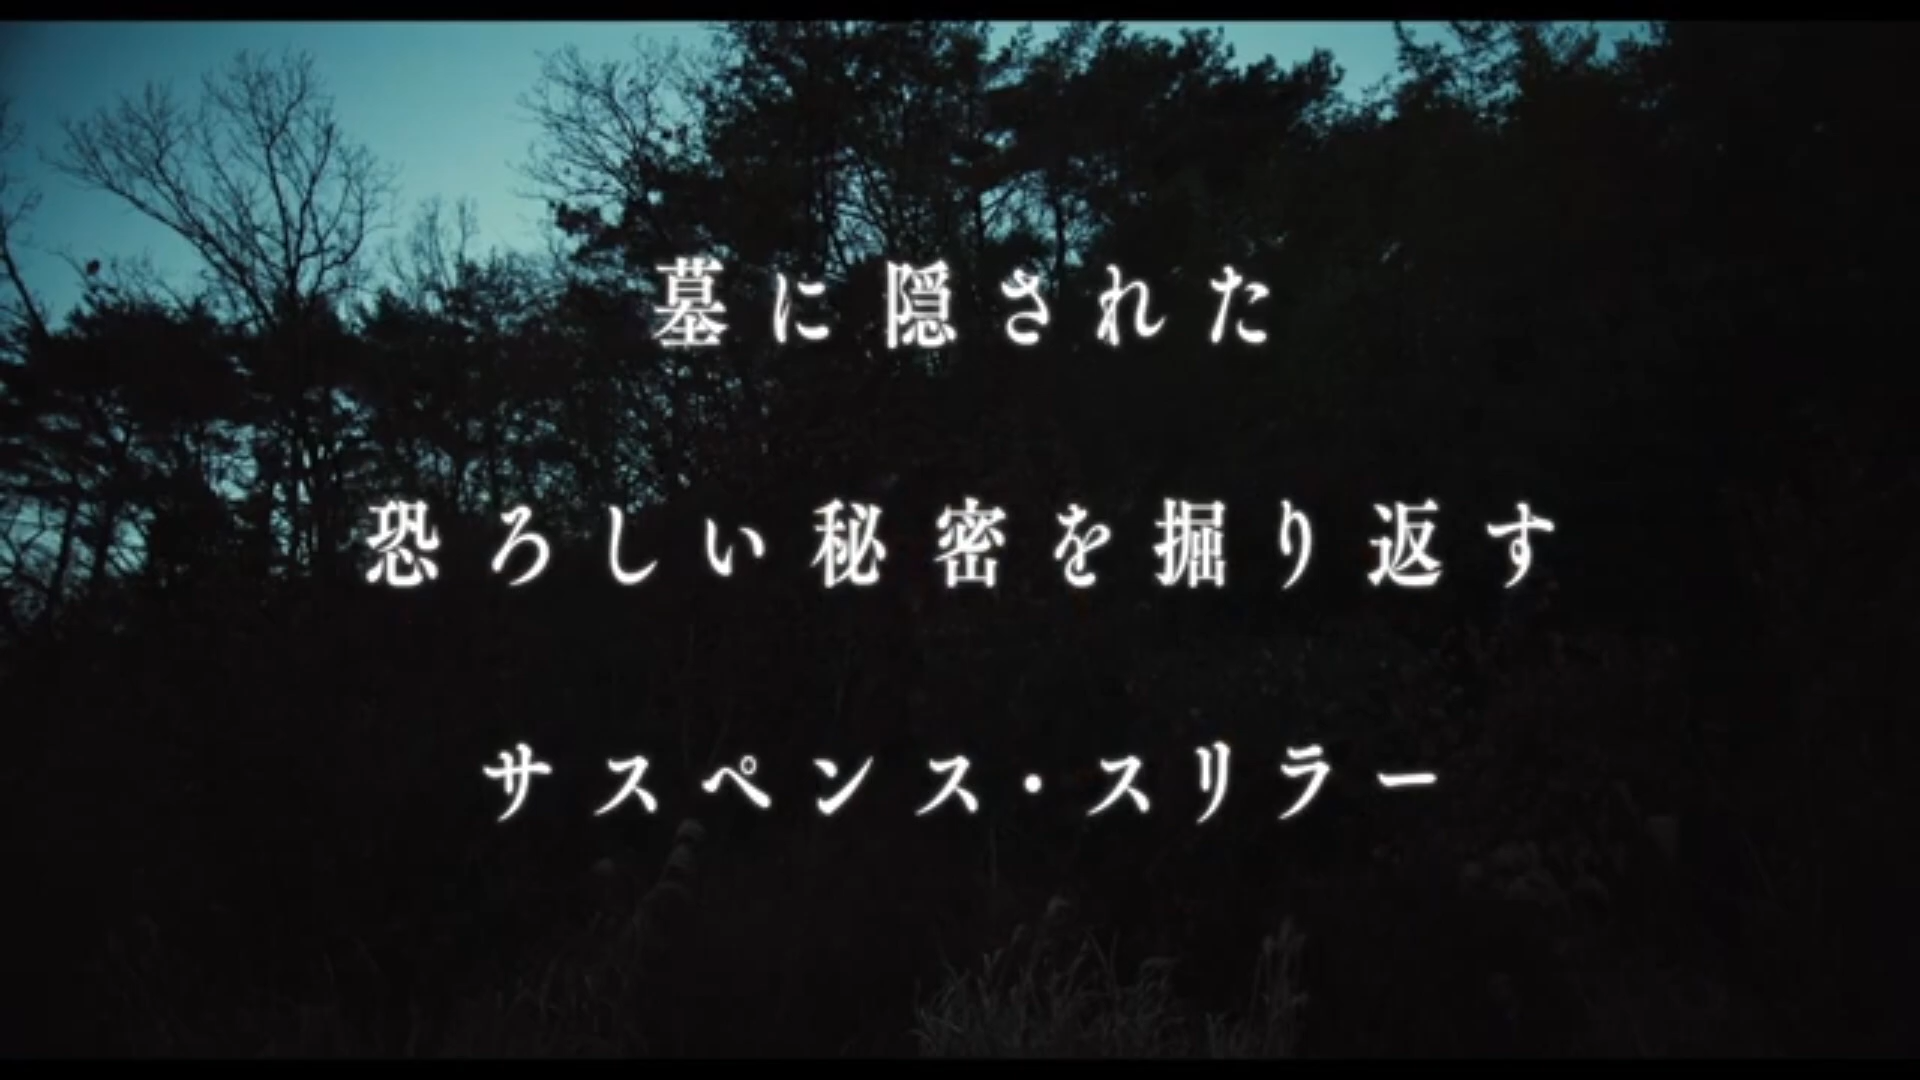 墓に隠された
恐ろしい秘密を掘り返す
サスペンス・スリラー